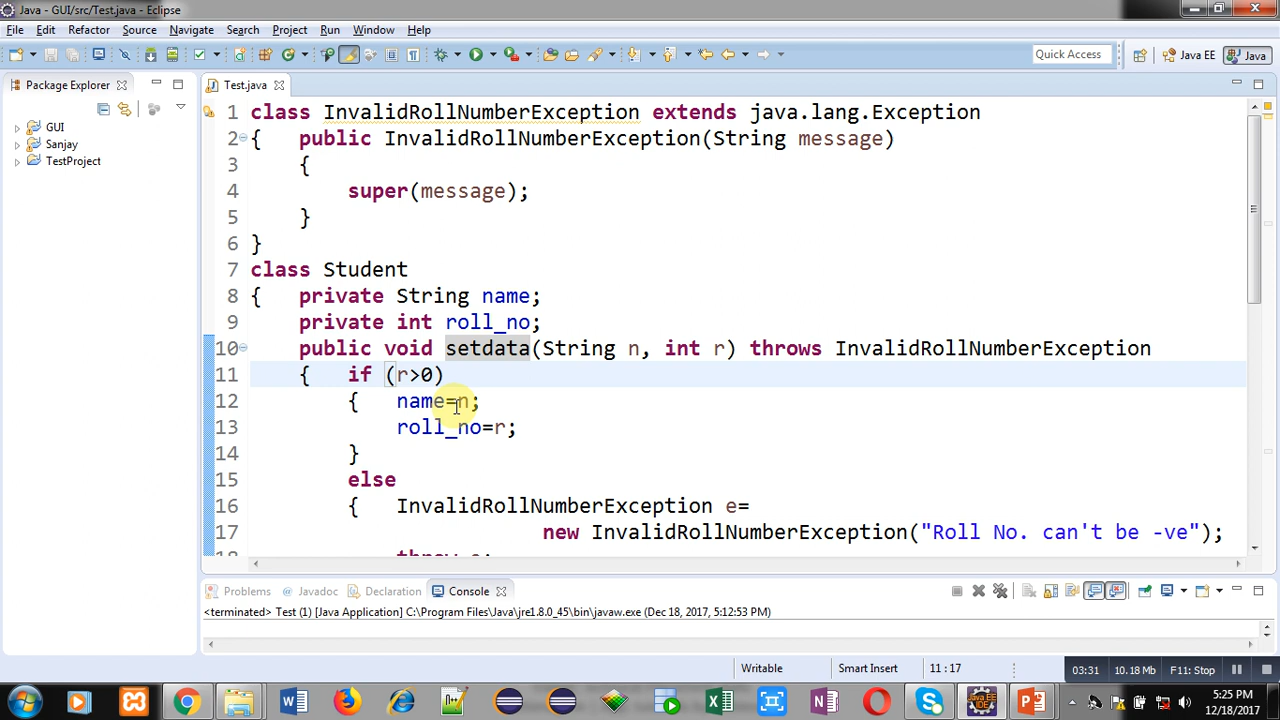 Java - GUI/src/Test.java - Eclipse
File Edit Refactor Source Navigate Search Project Run Window Help
Quick Access Java EE Java
Package Explorer Test.java
GUI
Sanjay
TestProject
1 class InvalidRollNumberException extends java.lang.Exception
2 { public InvalidRollNumberException(String message)
3 {
4 super(message);
5 }
6 }
7 class Student
8 { private String name;
9 private int roll_no;
10 public void setdata(String n, int r) throws InvalidRollNumberException
11 { if (r>0)
12 { name=n;
13 roll_no=r;
14 }
15 else
16 { InvalidRollNumberException e=
17 new InvalidRollNumberException("Roll No. can't be -ve");
18 throw e;
Problems Javadoc Declaration Console
<terminated> Test (1) [Java Application] C:\Program Files\Java\jre1.8.0_45\bin\javaw.exe (Dec 18, 2017, 5:12:53 PM)
Writable Smart Insert 11 : 17 03:31 10.18 Mb F11: Stop
5:25 PM
12/18/2017